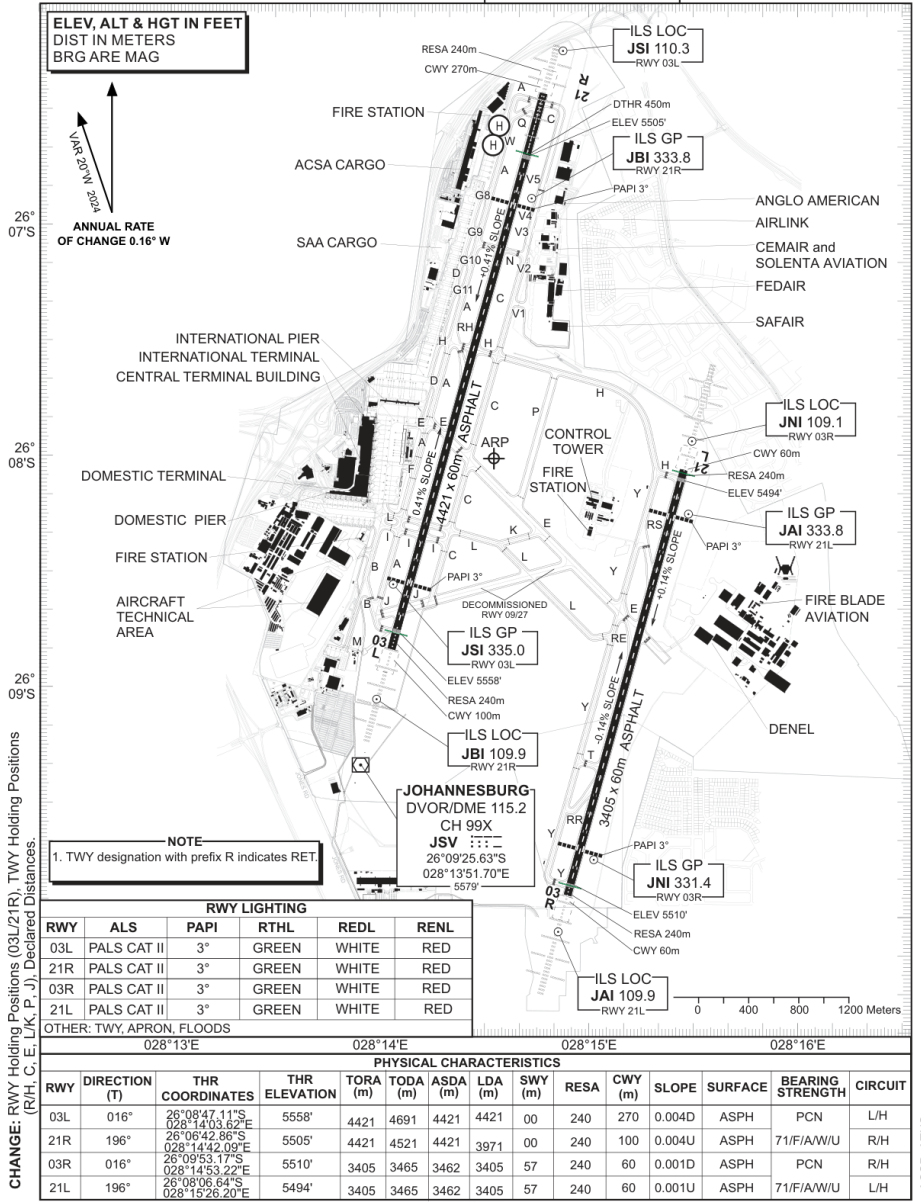 ELEV, ALT & HGT IN FEET
DIST IN METERS
BRG ARE MAG
VAR 20°W 2024
ANNUAL RATE
OF CHANGE 0.16° W
RESA 240m
CWY 270m
ILS LOC
JSI 110.3
RWY 03L
21
R
FIRE STATION
H
H
ACSA CARGO
SAA CARGO
DTHR 450m
ELEV 5505'
ILS GP
JBI 333.8
RWY 21R
PAPI 3°
ANGLO AMERICAN
AIRLINK
CEMAIR and
SOLENTA AVIATION
FEDAIR
SAFAIR
A
Q
C
W
A
V5
G8
V4
V3
G9
+0.41% SLOPE
G10
N
D
V2
G11
C
A
V1
RH
H
H
26°
07'S
INTERNATIONAL PIER
INTERNATIONAL TERMINAL
CENTRAL TERMINAL BUILDING
DOMESTIC TERMINAL
DOMESTIC PIER
FIRE STATION
AIRCRAFT
TECHNICAL
AREA
D
A
C
P
H
E
E
A
F
ARP
4421 x 60m ASPHALT
0.41% SLOPE
CONTROL
TOWER
FIRE
STATION
ILS LOC
JNI 109.1
RWY 03R
CWY 60m
H
21
L
RESA 240m
ELEV 5494'
ILS GP
JAI 333.8
RWY 21L
Y
RS
PAPI 3°
+0.14% SLOPE
26°
08'S
C
L
I
I
I
A
L
K
E
L
C
B
PAPI 3°
Y
L
E
RE
J
J
B
M
03
L
DECOMMISSIONED
RWY 09/27
FIRE BLADE
AVIATION
DENEL
ILS GP
JSI 335.0
RWY 03L
ELEV 5558'
RESA 240m
CWY 100m
26°
09'S
ILS LOC
JBI 109.9
RWY 21R
JOHANNESBURG
DVOR/DME 115.2
CH 99X
JSV
26°09'25.63"S
028°13'51.70"E
5579'
Y
-0.14% SLOPE
3405 x 60m ASPHALT
T
RR
Y
Y
PAPI 3°
ILS GP
JNI 331.4
RWY 03R
03
R
ELEV 5510'
RESA 240m
CWY 60m
ILS LOC
JAI 109.9
RWY 21L
0 400 800 1200 Meters
NOTE
1. TWY designation with prefix R indicates RET.
RWY LIGHTING
RWY ALS PAPI RTHL REDL RENL
03L PALS CAT II 3° GREEN WHITE RED
21R PALS CAT II 3° GREEN WHITE RED
03R PALS CAT II 3° GREEN WHITE RED
21L PALS CAT II 3° GREEN WHITE RED
OTHER: TWY, APRON, FLOODS
028°13'E 028°14'E 028°15'E 028°16'E
PHYSICAL CHARACTERISTICS
RWY DIRECTION (T) THR COORDINATES THR ELEVATION TORA (m) TODA (m) ASDA (m) LDA (m) SWY (m) RESA CWY (m) SLOPE SURFACE BEARING STRENGTH CIRCUIT
03L 016° 26°08'47.11"S 028°14'03.62"E 5558' 4421 4691 4421 4421 00 240 270 0.004D ASPH PCN L/H
21R 196° 26°06'42.86"S 028°14'42.09"E 5505' 4421 4521 4421 3971 00 240 100 0.004U ASPH 71/F/A/W/U R/H
03R 016° 26°09'53.17"S 028°14'53.22"E 5510' 3405 3465 3462 3405 57 240 60 0.001D ASPH PCN R/H
21L 196° 26°08'06.64"S 028°15'26.20"E 5494' 3405 3465 3462 3405 57 240 60 0.001U ASPH 71/F/A/W/U L/H
CHANGE: RWY Holding Positions (03L/21R), TWY Holding Positions
(R/H, C, E, L/K, P, J), Declared Distances.